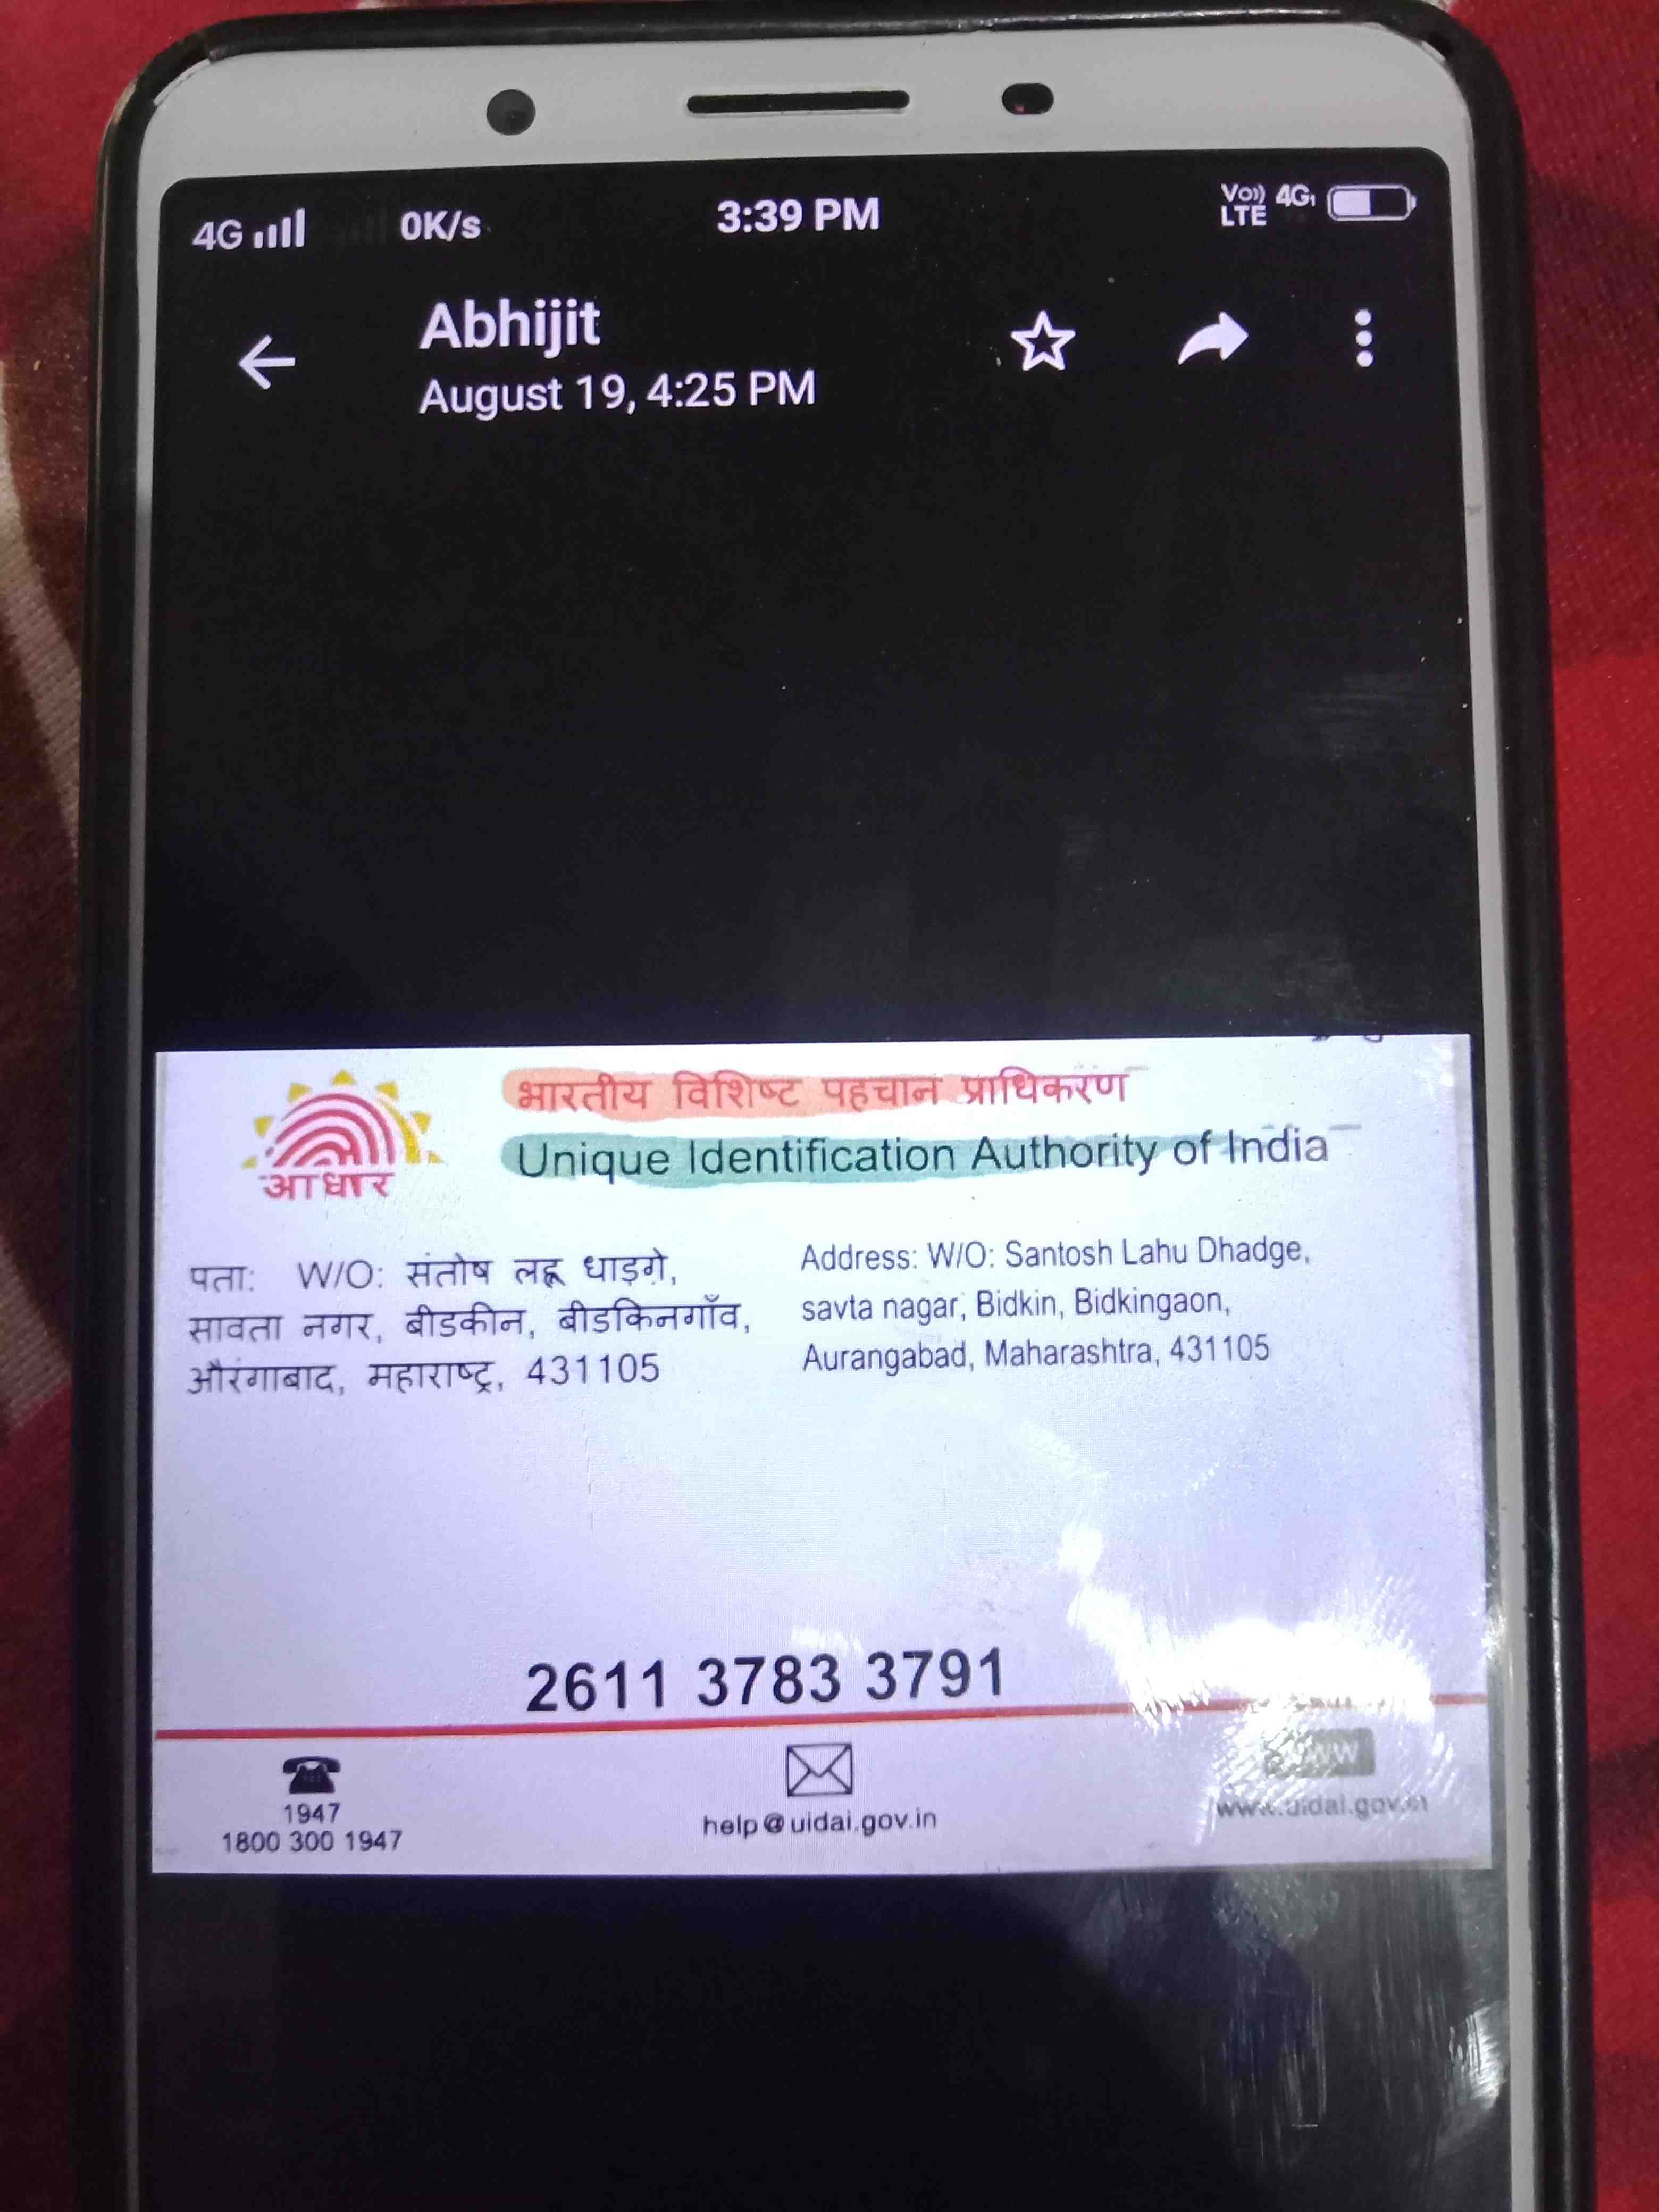 4G 0K/s 3:39 PM Vo)) LTE 4G
Abhijit
August 19, 4:25 PM
भारतीय विशिष्ट पहचान प्राधिकरण
Unique Identification Authority of India
आधार
पता: W/O: संतोष लहू धाड़गे,
सावता नगर, बीडकीन, बीडकिनगाँव,
औरंगाबाद, महाराष्ट्र, 431105
Address: W/O: Santosh Lahu Dhadge,
savta nagar, Bidkin, Bidkingaon,
Aurangabad, Maharashtra, 431105
2611 3783 3791
1947
1800 300 1947
help@uidai.gov.in
WW
www.uidai.gov.in